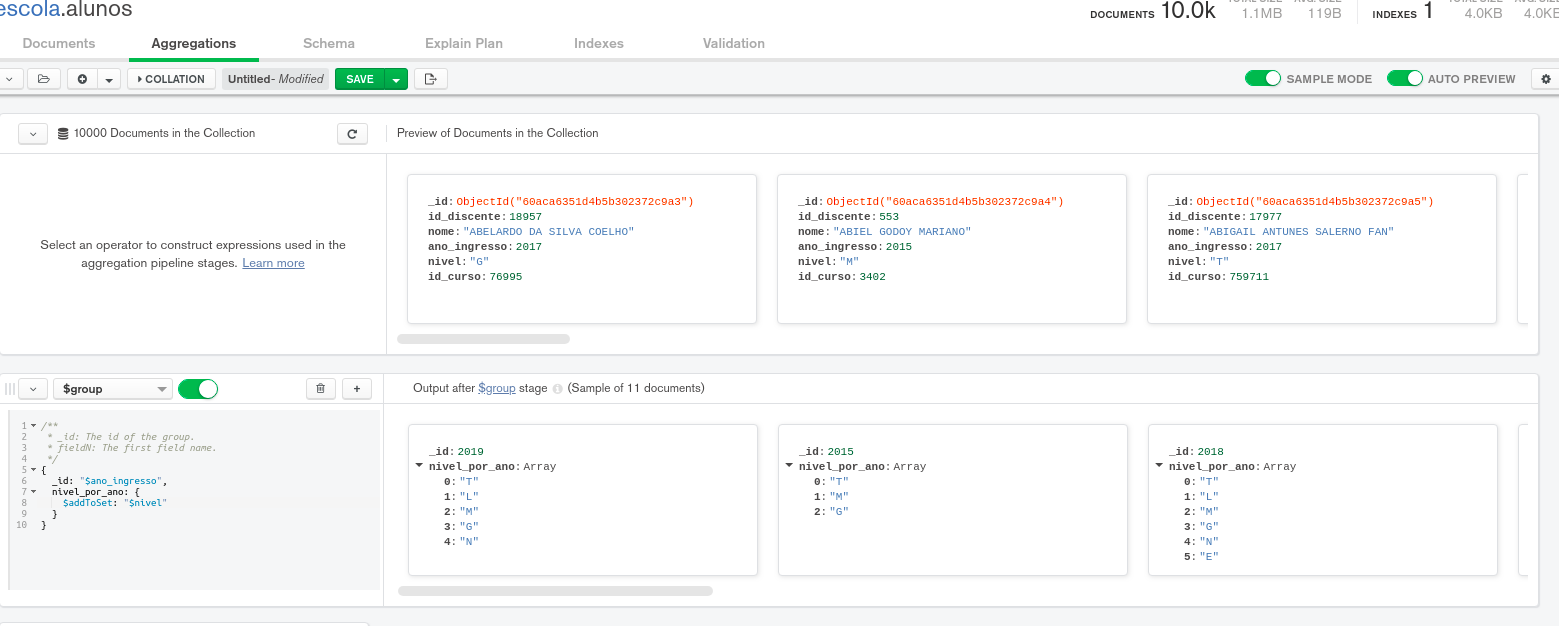 escola.alunos
DOCUMENTS 10.0k TOTAL SIZE 1.1MB AVG. SIZE 119B INDEXES 1 TOTAL SIZE 4.0KB AVG. SIZE 4.0KB
Documents Aggregations Schema Explain Plan Indexes Validation
COLLATION Untitled- Modified SAVE SAMPLE MODE AUTO PREVIEW
10000 Documents in the Collection
Preview of Documents in the Collection
Select an operator to construct expressions used in the
aggregation pipeline stages. Learn more
_id: ObjectId("60aca6351d4b5b302372c9a3")
id_discente: 18957
nome: "ABELARDO DA SILVA COELHO"
ano_ingresso: 2017
nivel: "G"
id_curso: 76995
_id: ObjectId("60aca6351d4b5b302372c9a4")
id_discente: 553
nome: "ABIEL GODOY MARIANO"
ano_ingresso: 2015
nivel: "M"
id_curso: 3402
_id: ObjectId("60aca6351d4b5b302372c9a5")
id_discente: 17977
nome: "ABIGAIL ANTUNES SALERNO FAN"
ano_ingresso: 2017
nivel: "T"
id_curso: 759711
$group
Output after $group stage (Sample of 11 documents)
1 /**
2 * _id: The id of the group.
3 * fieldN: The first field name.
4 */
5 {
6 _id: "$ano_ingresso",
7 nivel_por_ano: {
8 $addToSet: "$nivel"
9 }
10 }
_id: 2019
nivel_por_ano: Array
0: "T"
1: "L"
2: "M"
3: "G"
4: "N"
_id: 2015
nivel_por_ano: Array
0: "T"
1: "M"
2: "G"
_id: 2018
nivel_por_ano: Array
0: "T"
1: "L"
2: "M"
3: "G"
4: "N"
5: "E"